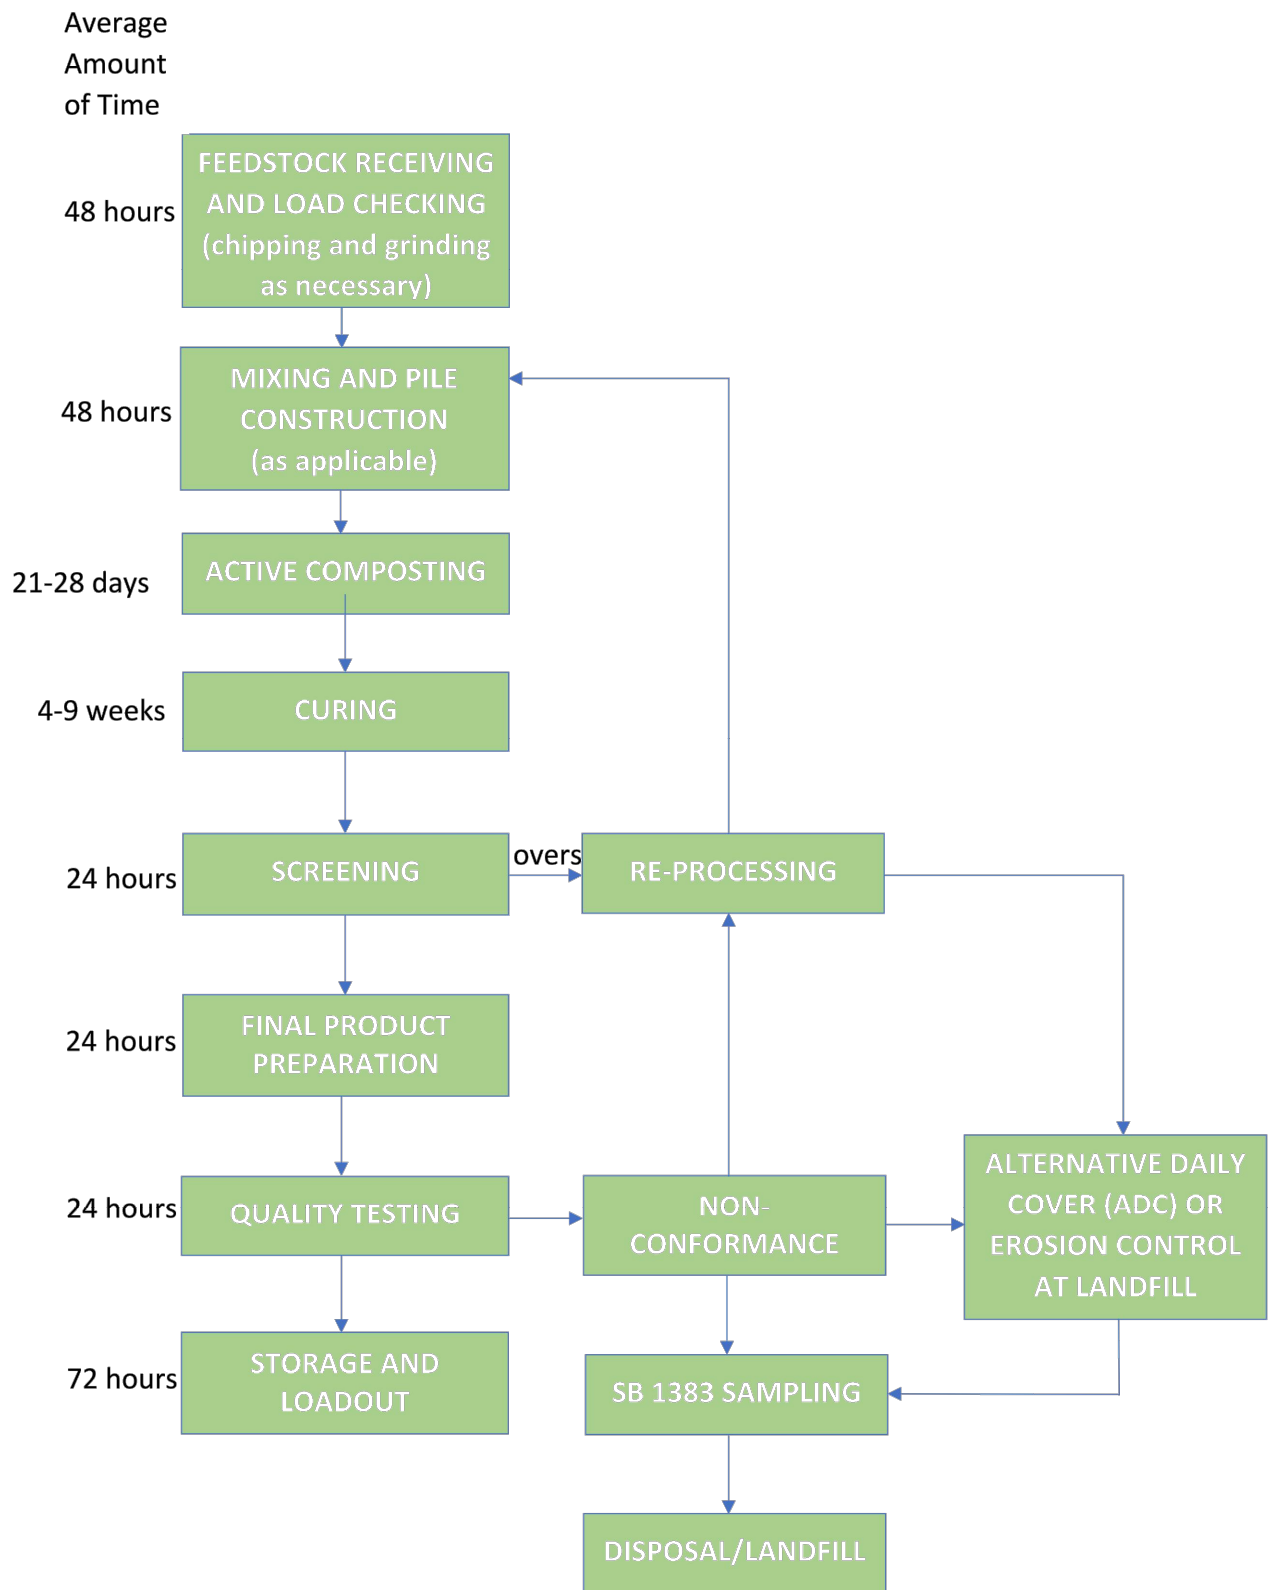 Average
Amount
of Time
48 hours
FEEDSTOCK RECEIVING
AND LOAD CHECKING
(chipping and grinding
as necessary)
48 hours
MIXING AND PILE
CONSTRUCTION
(as applicable)
21-28 days
ACTIVE COMPOSTING
4-9 weeks
CURING
24 hours
SCREENING
overs
RE-PROCESSING
24 hours
FINAL PRODUCT
PREPARATION
24 hours
QUALITY TESTING
NON-
CONFORMANCE
ALTERNATIVE DAILY
COVER (ADC) OR
EROSION CONTROL
AT LANDFILL
72 hours
STORAGE AND
LOADOUT
SB 1383 SAMPLING
DISPOSAL/LANDFILL